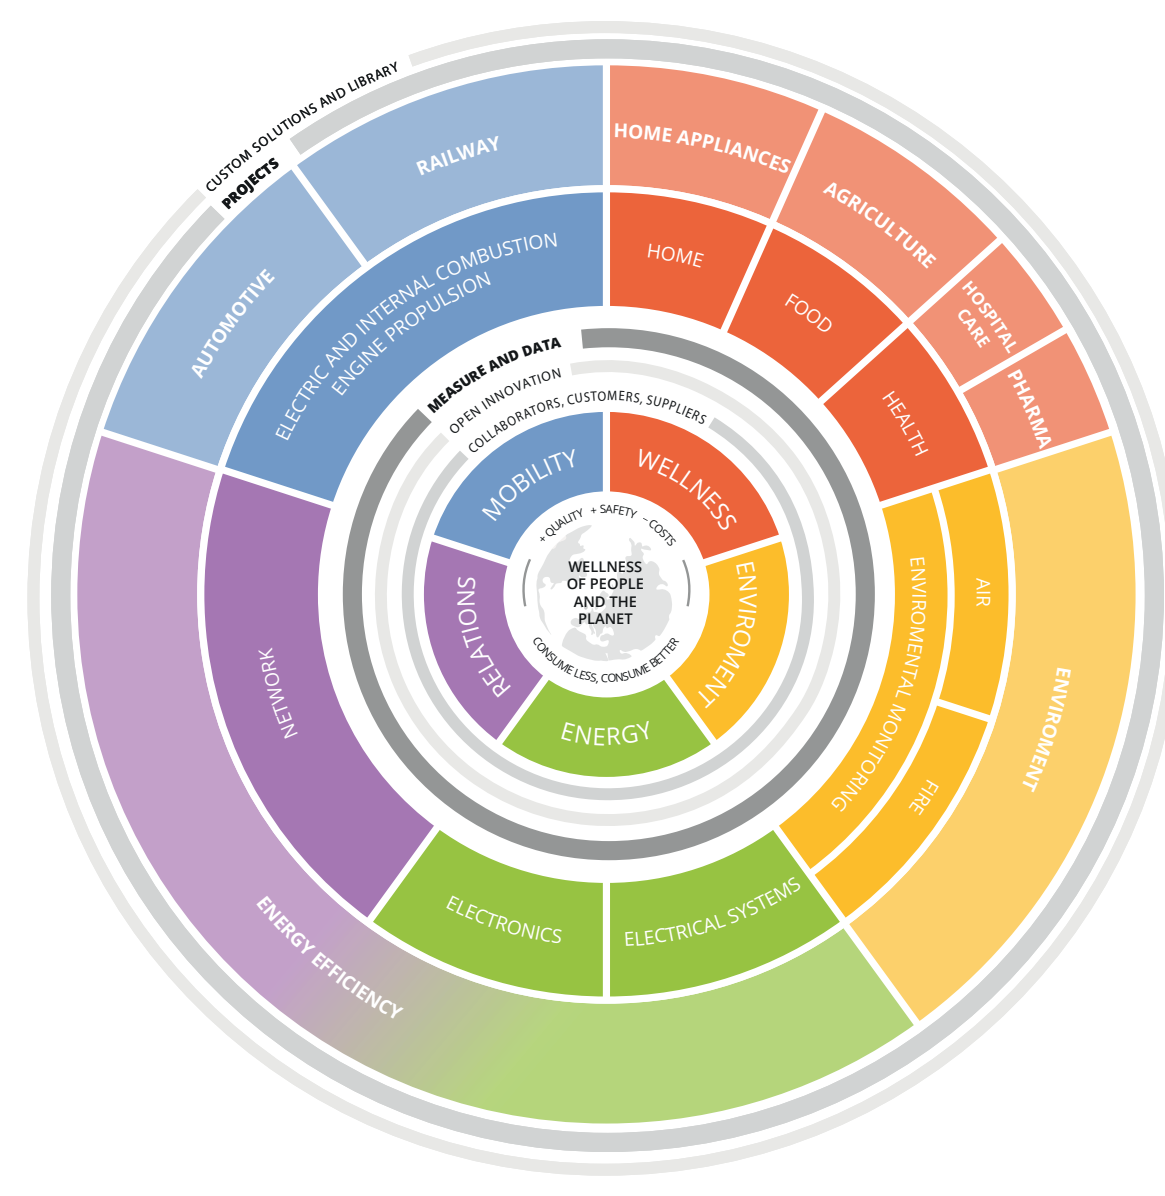 CUSTOM SOLUTIONS AND LIBRARY
PROJECTS
RAILWAY
AUTOMOTIVE
HOME APPLIANCES
AGRICULTURE
HOSPITAL
CARE
PHARMA
ENVIROMENT
ENERGY EFFICIENCY
ELECTRIC AND INTERNAL COMBUSTION
ENGINE PROPULSION
HOME
FOOD
HEALTH
AIR
FIRE
ENVIROMENTAL MONITORING
ELECTRICAL SYSTEMS
ELECTRONICS
NETWORK
MEASURE AND DATA
OPEN INNOVATION
COLLABORATORS, CUSTOMERS, SUPPLIERS
MOBILITY
WELLNESS
ENVIROMENT
ENERGY
RELATIONS
+ QUALITY + SAFETY – COSTS
WELLNESS
OF PEOPLE
AND THE
PLANET
CONSUME LESS, CONSUME BETTER